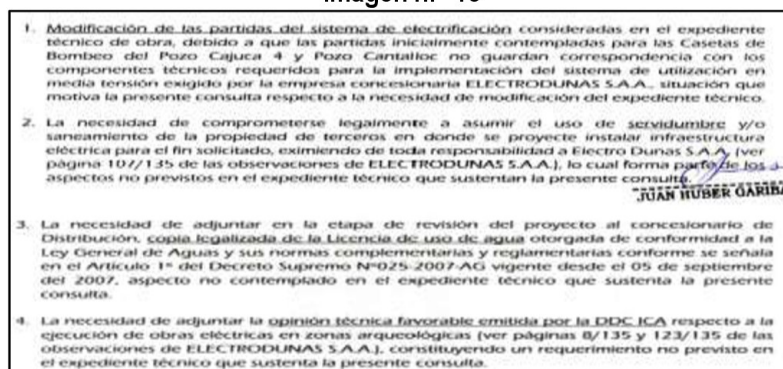 1. Modificación de las partidas del sistema de electrificación consideradas en el expediente
técnico de obra, debido a que las partidas inicialmente contempladas para las Casetas de
Bombeo del Pozo Cajuca 4 y Pozo Cantalloc no guardan correspondencia con los
componentes técnicos requeridos para la implementación del sistema de utilización en
media tensión exigido por la empresa concesionaria ELECTRODUNAS S.A.A., situación que
motiva la presente consulta respecto a la necesidad de modificación del expediente técnico.
2. La necesidad de comprometerse legalmente a asumir el uso de servidumbre y/o
saneamiento de la propiedad de terceros en donde se proyecte instalar infraestructura
eléctrica para el fin solicitado, eximiendo de toda responsabilidad a Electro Dunas S.A.A. (ver
página 107/135 de las observaciones de ELECTRODUNAS S.A.A.), lo cual forma parte de los
aspectos no previstos en el expediente técnico que sustentan la presente consulta.
JUAN HUBER GARIBA
3. La necesidad de adjuntar en la etapa de revisión del proyecto al concesionario de
Distribución, copia legalizada de la Licencia de uso de agua otorgada de conformidad a la
Ley General de Aguas y sus normas complementarias y reglamentarias conforme se señala
en el Artículo 1° del Decreto Supremo N°025-2007-AG vigente desde el 05 de septiembre
del 2007, aspecto no contemplado en el expediente técnico que sustenta la presente
consulta.
4. La necesidad de adjuntar la opinión técnica favorable emitida por la DDC ICA respecto a la
ejecución de obras eléctricas en zonas arqueológicas (ver páginas 8/135 y 123/135 de las
observaciones de ELECTRODUNAS S.A.A.), constituyendo un requerimiento no previsto en
el expediente técnico que sustenta la presente consulta.